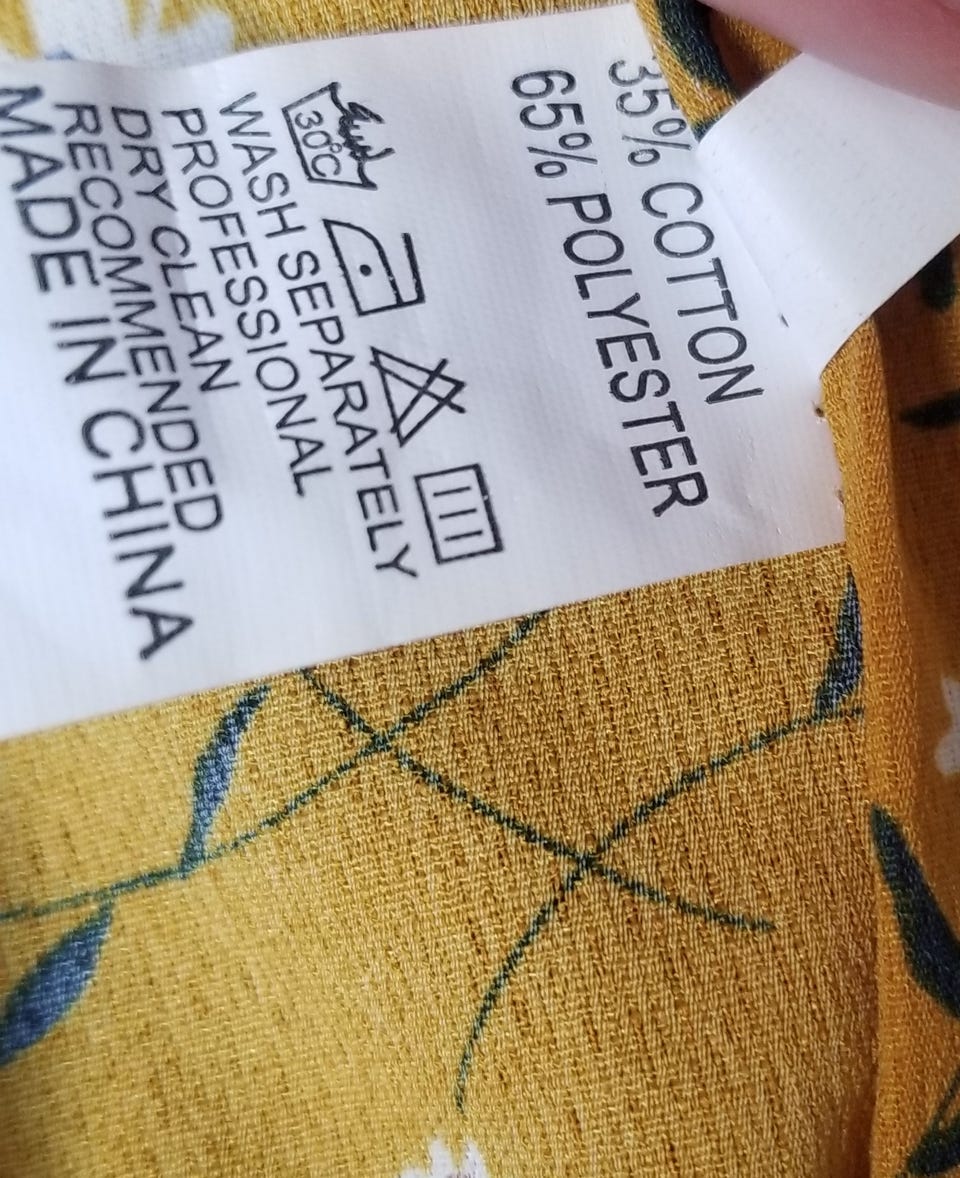 35% COTTON
65% POLYESTER
30°C
WASH SEPARATELY
PROFESSIONAL
DRY CLEAN
RECOMMENDED
MADE IN CHINA